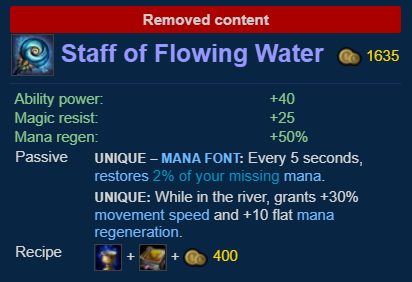 Removed content
Staff of Flowing Water 1635
Ability power: +40
Magic resist: +25
Mana regen: +50%
Passive UNIQUE – MANA FONT: Every 5 seconds,
restores 2% of your missing mana.
UNIQUE: While in the river, grants +30%
movement speed and +10 flat mana
regeneration.
Recipe + + 400